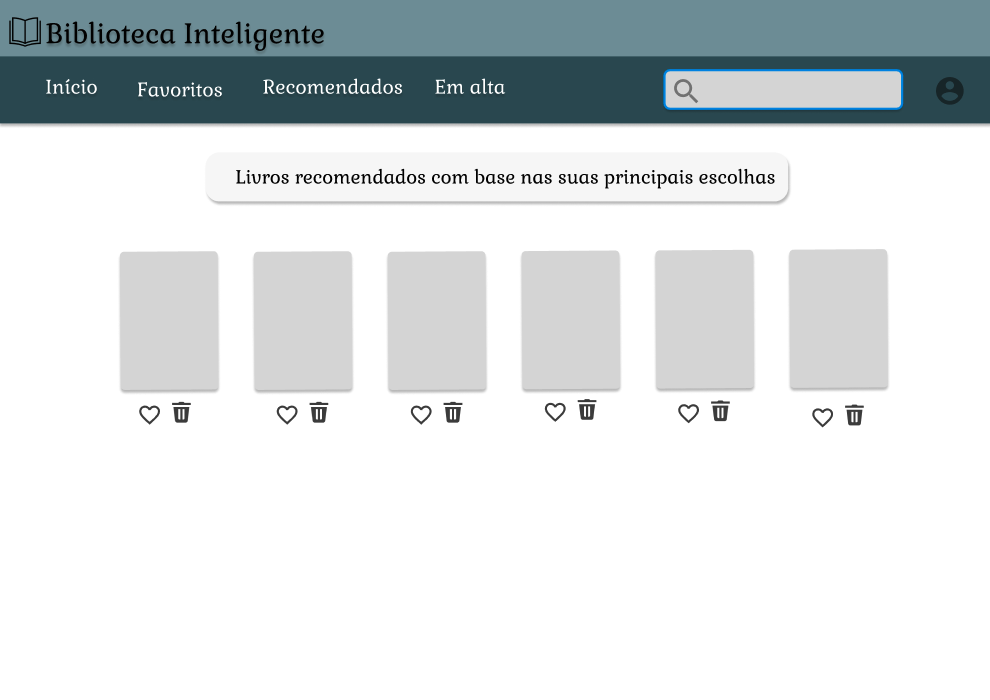 Biblioteca Inteligente
Início Favoritos Recomendados Em alta
Livros recomendados com base nas suas principais escolhas